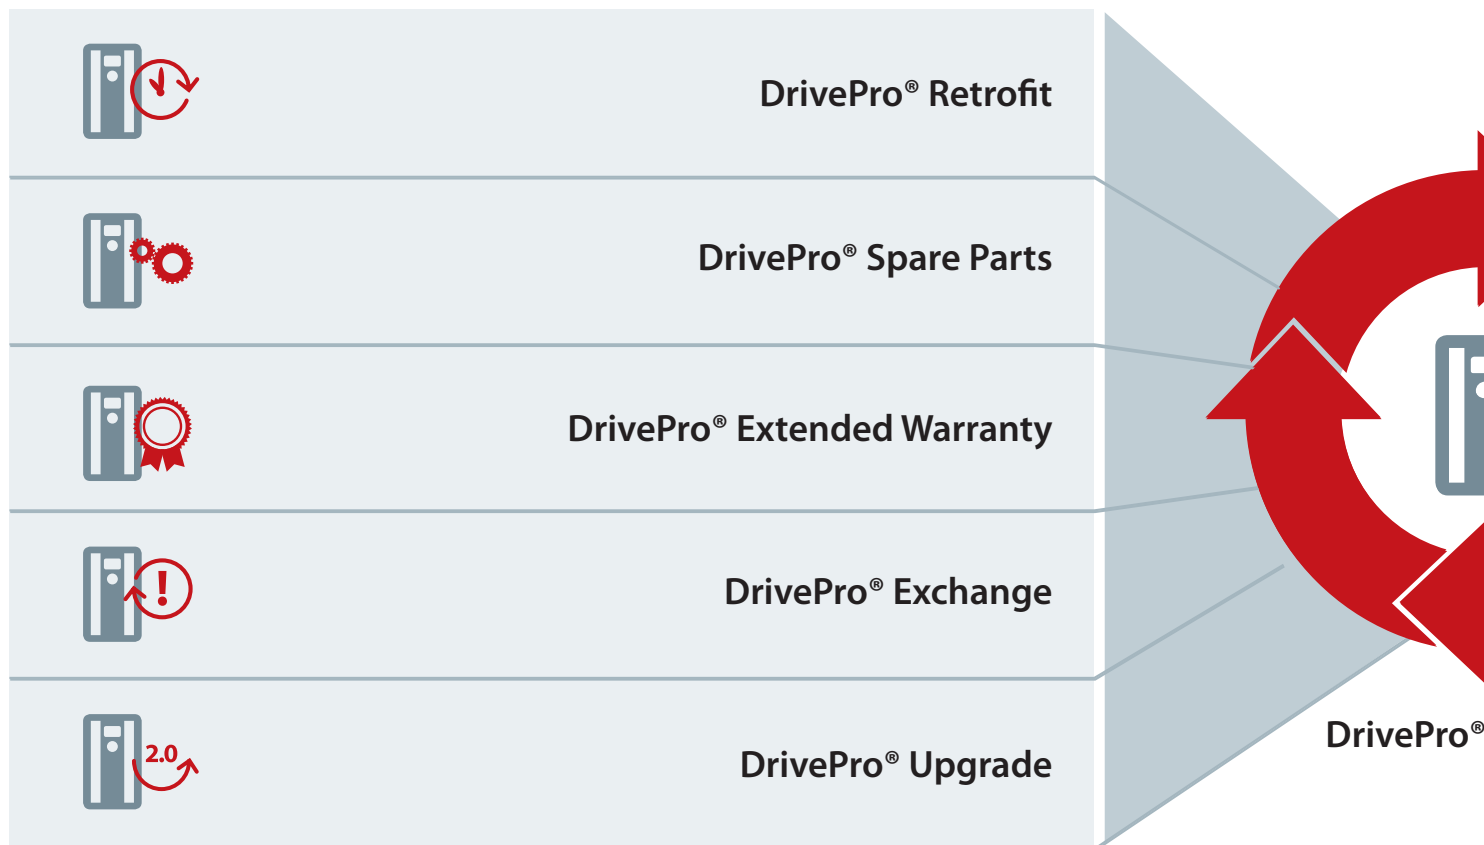 DrivePro® Retrofit
DrivePro® Spare Parts
DrivePro® Extended Warranty
DrivePro® Exchange
2.0
DrivePro® Upgrade
DrivePro®